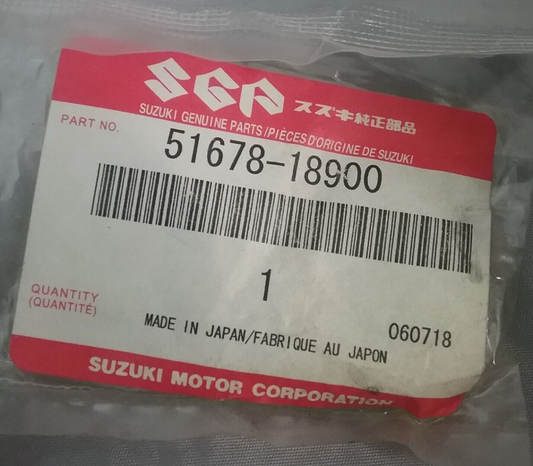 SGP スズキ純正部品
SUZUKI GENUINE PARTS/PIÈCES D'ORIGINE DE SUZUKI
PART NO.
51678-18900
1
QUANTITY
(QUANTITÉ)
MADE IN JAPAN/FABRIQUE AU JAPON
060718
SUZUKI MOTOR CORPORATION